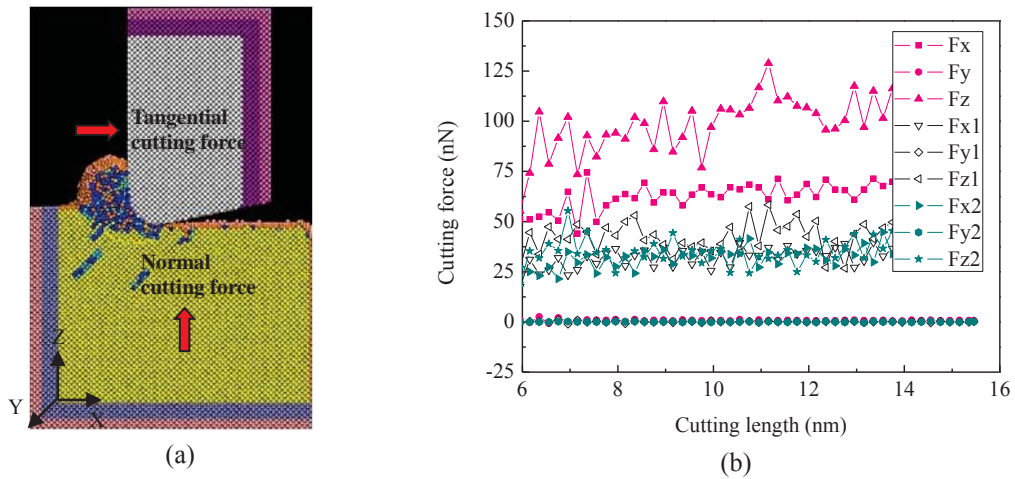 Tangential
cutting force
Normal
cutting force
Z
Y
X
(a)
150
125
100
75
50
25
0
-25
6
8
10
12
14
16
Cutting force (nN)
Cutting length (nm)
Fx
Fy
Fz
Fx1
Fy1
Fz1
Fx2
Fy2
Fz2
(b)